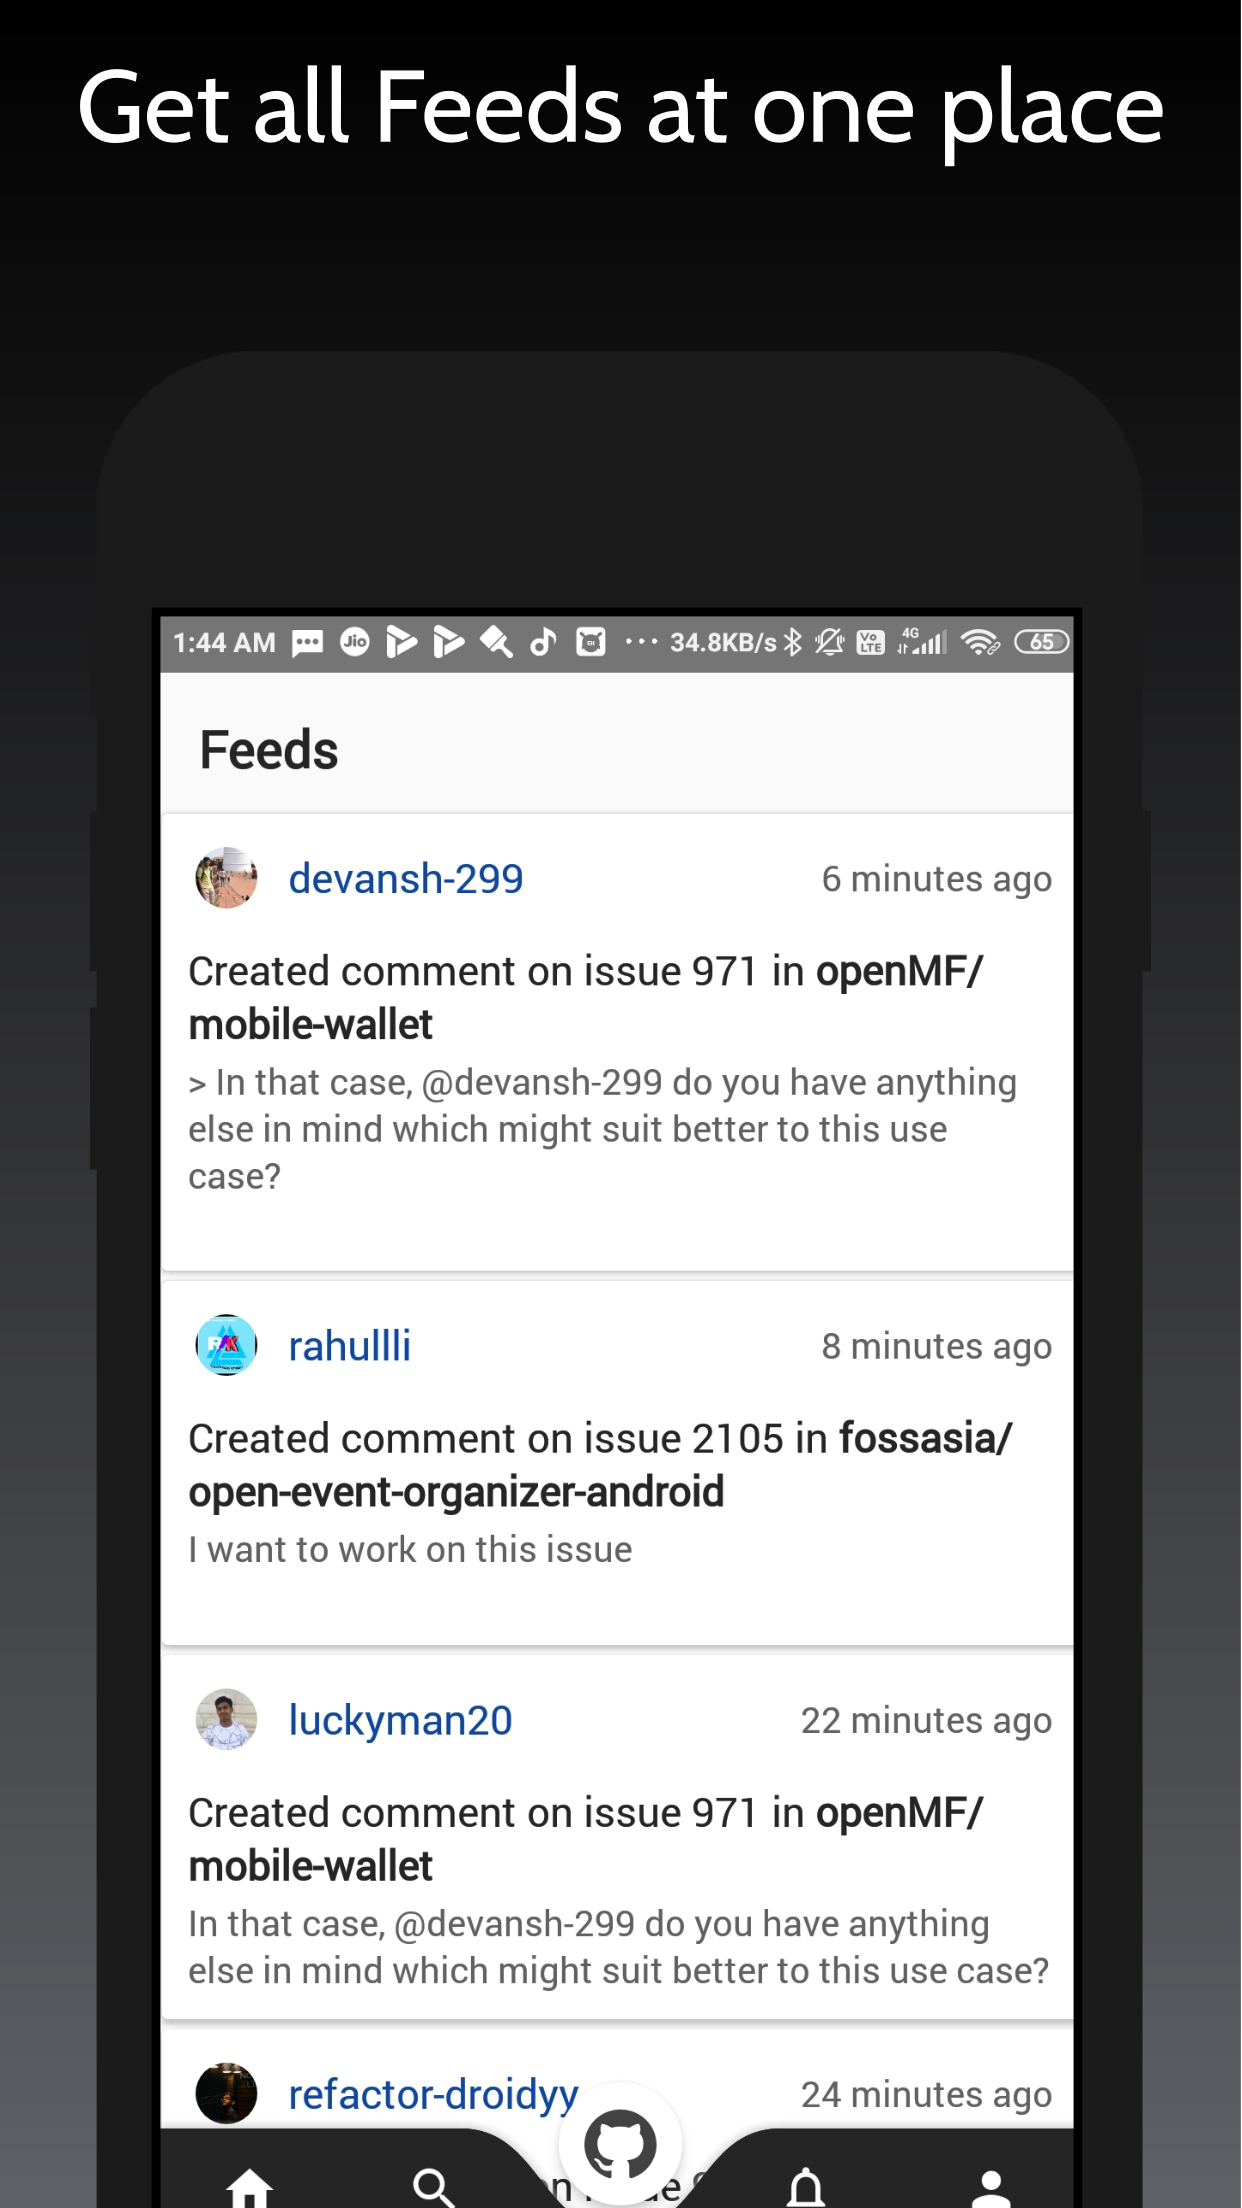 Get all Feeds at one place
1:44 AM Jio 34.8KB/s Vo LTE 4G 65
Feeds
devansh-299 6 minutes ago
Created comment on issue 971 in openMF/
mobile-wallet
> In that case, @devansh-299 do you have anything
else in mind which might suit better to this use
case?
rahullli 8 minutes ago
Created comment on issue 2105 in fossasia/
open-event-organizer-android
I want to work on this issue
luckyman20 22 minutes ago
Created comment on issue 971 in openMF/
mobile-wallet
In that case, @devansh-299 do you have anything
else in mind which might suit better to this use case?
refactor-droidyy 24 minutes ago